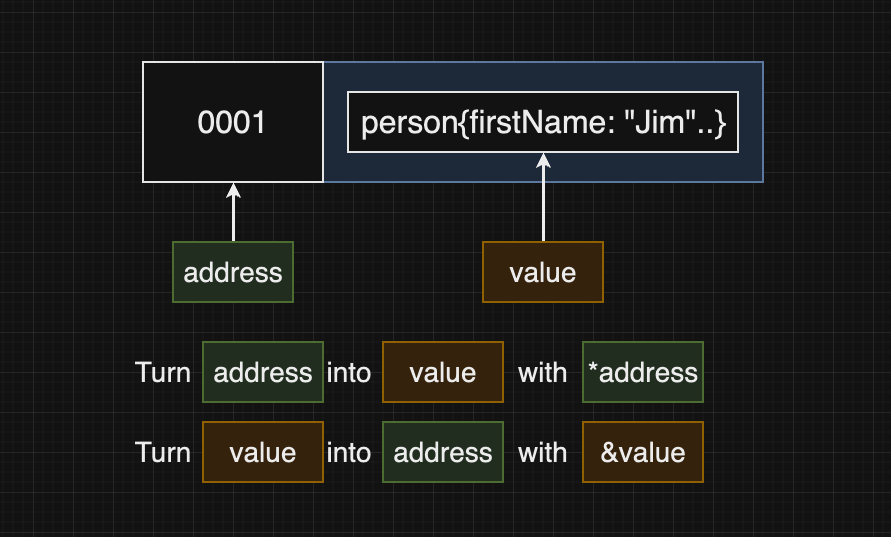 0001 person{firstName: "Jim"..}
address value
Turn address into value with *address
Turn value into address with &value